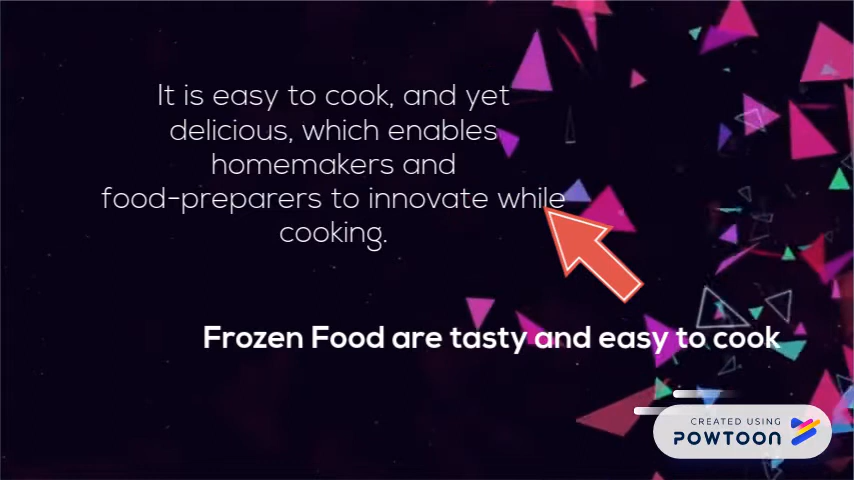 It is easy to cook, and yet
delicious, which enables
homemakers and
food-preparers to innovate while
cooking.
Frozen Food are tasty and easy to cook
CREATED USING
POWTOON